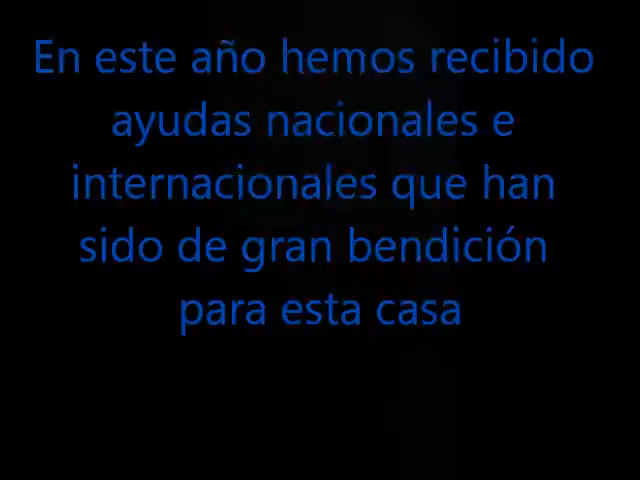 En este año hemos recibido
ayudas nacionales e
internacionales que han
sido de gran bendición
para esta casa